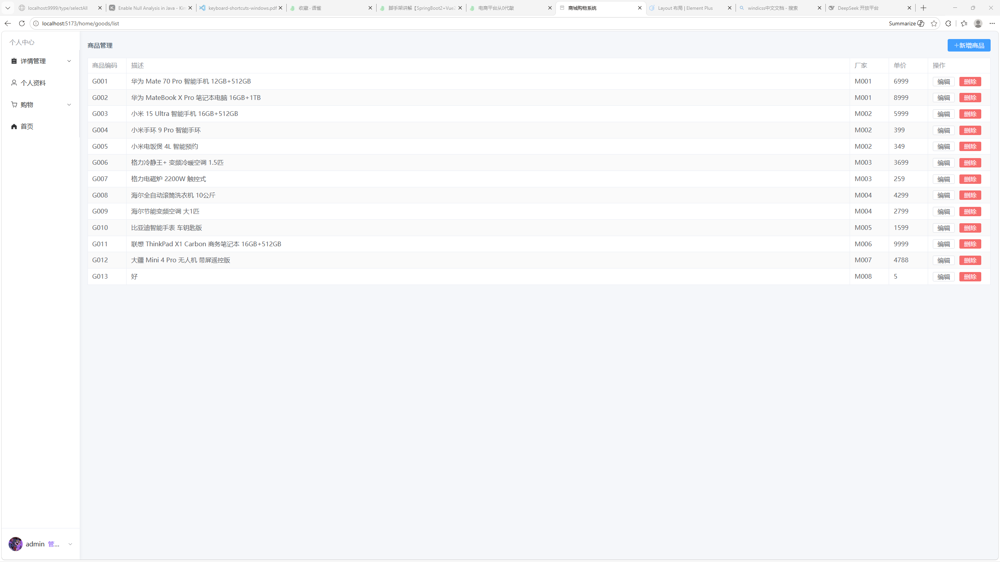 localhost:9999/type/selectAll
Enable Null Analysis in Java - Kim
keyboard-shortcuts-windows.pdf
收藏 · 语雀
脚手架讲解【SpringBoot2+Vue2
电商平台从0代敲
商城购物系统
Layout 布局 | Element Plus
windicss中文文档 - 搜索
DeepSeek 开放平台
localhost:5173/home/goods/list
Summarize
个人中心
详情管理
个人资料
购物
首页
商品管理
+新增商品
商品编码 描述 厂家 单价 操作
G001 华为 Mate 70 Pro 智能手机 12GB+512GB M001 6999 编辑 删除
G002 华为 MateBook X Pro 笔记本电脑 16GB+1TB M001 8999 编辑 删除
G003 小米 15 Ultra 智能手机 16GB+512GB M002 5999 编辑 删除
G004 小米手环 9 Pro 智能手环 M002 399 编辑 删除
G005 小米电饭煲 4L 智能预约 M002 349 编辑 删除
G006 格力冷静王+ 变频冷暖空调 1.5匹 M003 3699 编辑 删除
G007 格力电磁炉 2200W 触控式 M003 259 编辑 删除
G008 海尔全自动滚筒洗衣机 10公斤 M004 4299 编辑 删除
G009 海尔节能变频空调 大1匹 M004 2799 编辑 删除
G010 比亚迪智能手表 车钥匙版 M005 1599 编辑 删除
G011 联想 ThinkPad X1 Carbon 商务笔记本 16GB+512GB M006 9999 编辑 删除
G012 大疆 Mini 4 Pro 无人机 带屏遥控版 M007 4788 编辑 删除
G013 好 M008 5 编辑 删除
admin 管...